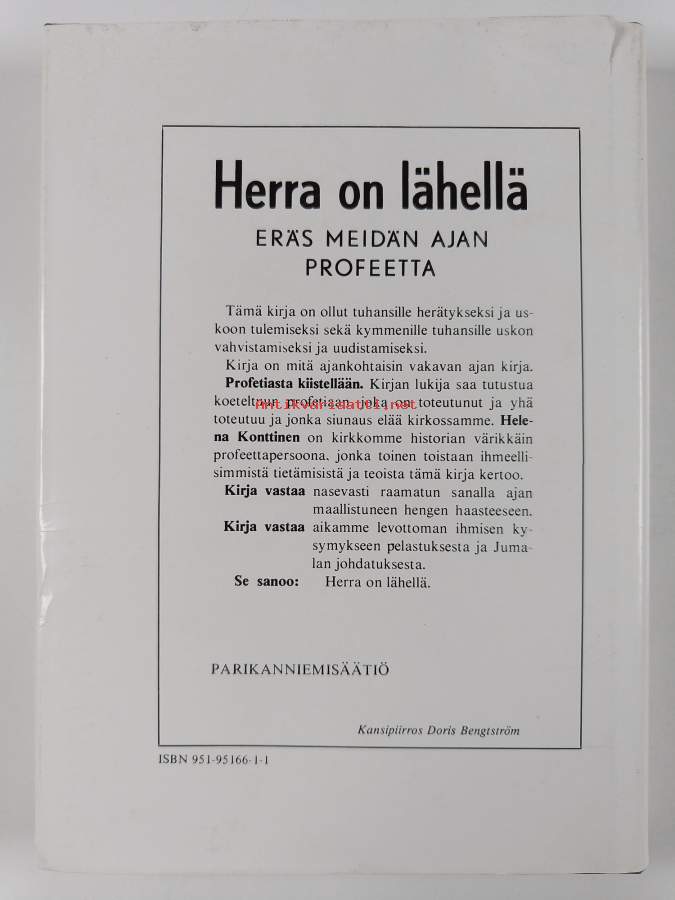 Herra on lähellä
ERÄS MEIDÄN AJAN
PROFEETTA
Tämä kirja on ollut tuhansille herätykseksi ja us-
koon tulemiseksi sekä kymmenille tuhansille uskon
vahvistamiseksi ja uudistamiseksi.
Kirja on mitä ajankohtaisin vakavan ajan kirja.
Profetiasta kiistellään. Kirjan lukija saa tutustua
koeteltuun profetiaan joka on toteutunut ja yhä
Antikvariaatti.net
toteutuu ja jonka siunaus elää kirkossamme. Hele-
na Konttinen on kirkkomme historian värikkäin
profeettapersoona, jonka toinen toistaan ihmeelli-
simmistä tietämisistä ja teoista tämä kirja kertoo.
Kirja vastaa nasevasti raamatun sanalla ajan
maallistuneen hengen haasteeseen.
Kirja vastaa aikamme levottoman ihmisen ky-
symykseen pelastuksesta ja Juma-
lan johdatuksesta.
Se sanoo: Herra on lähellä.
PARIKANNIEMISÄÄTIÖ
Kansipiirros Doris Bengtström
ISBN 951-95166-1-1